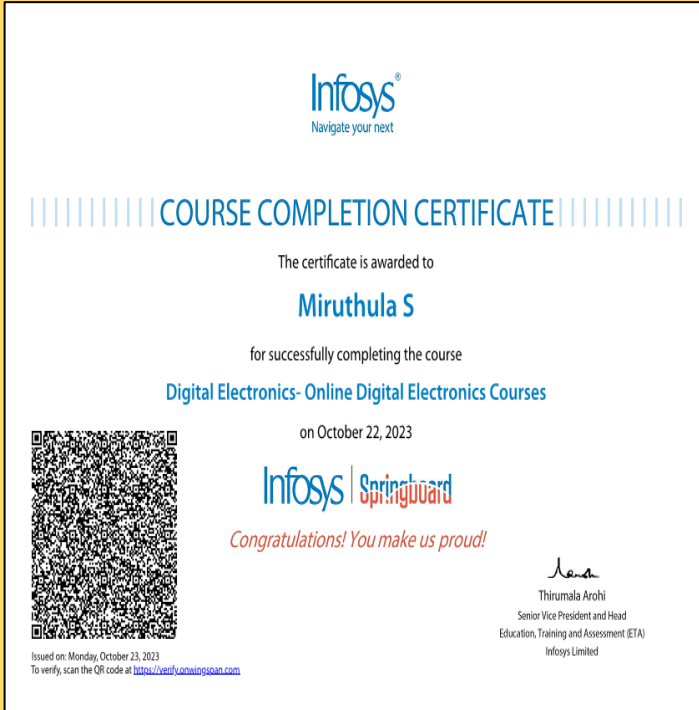 Infosys®
Navigate your next
COURSE COMPLETION CERTIFICATE
The certificate is awarded to
Miruthula S
for successfully completing the course
Digital Electronics- Online Digital Electronics Courses
on October 22, 2023
Infosys | Springboard
Congratulations! You make us proud!
Thirumala Arohi
Senior Vice President and Head
Education, Training and Assessment (ETA)
Infosys Limited
Issued on: Monday, October 23, 2023
To verify, scan the QR code at https://verify.onwingspan.com